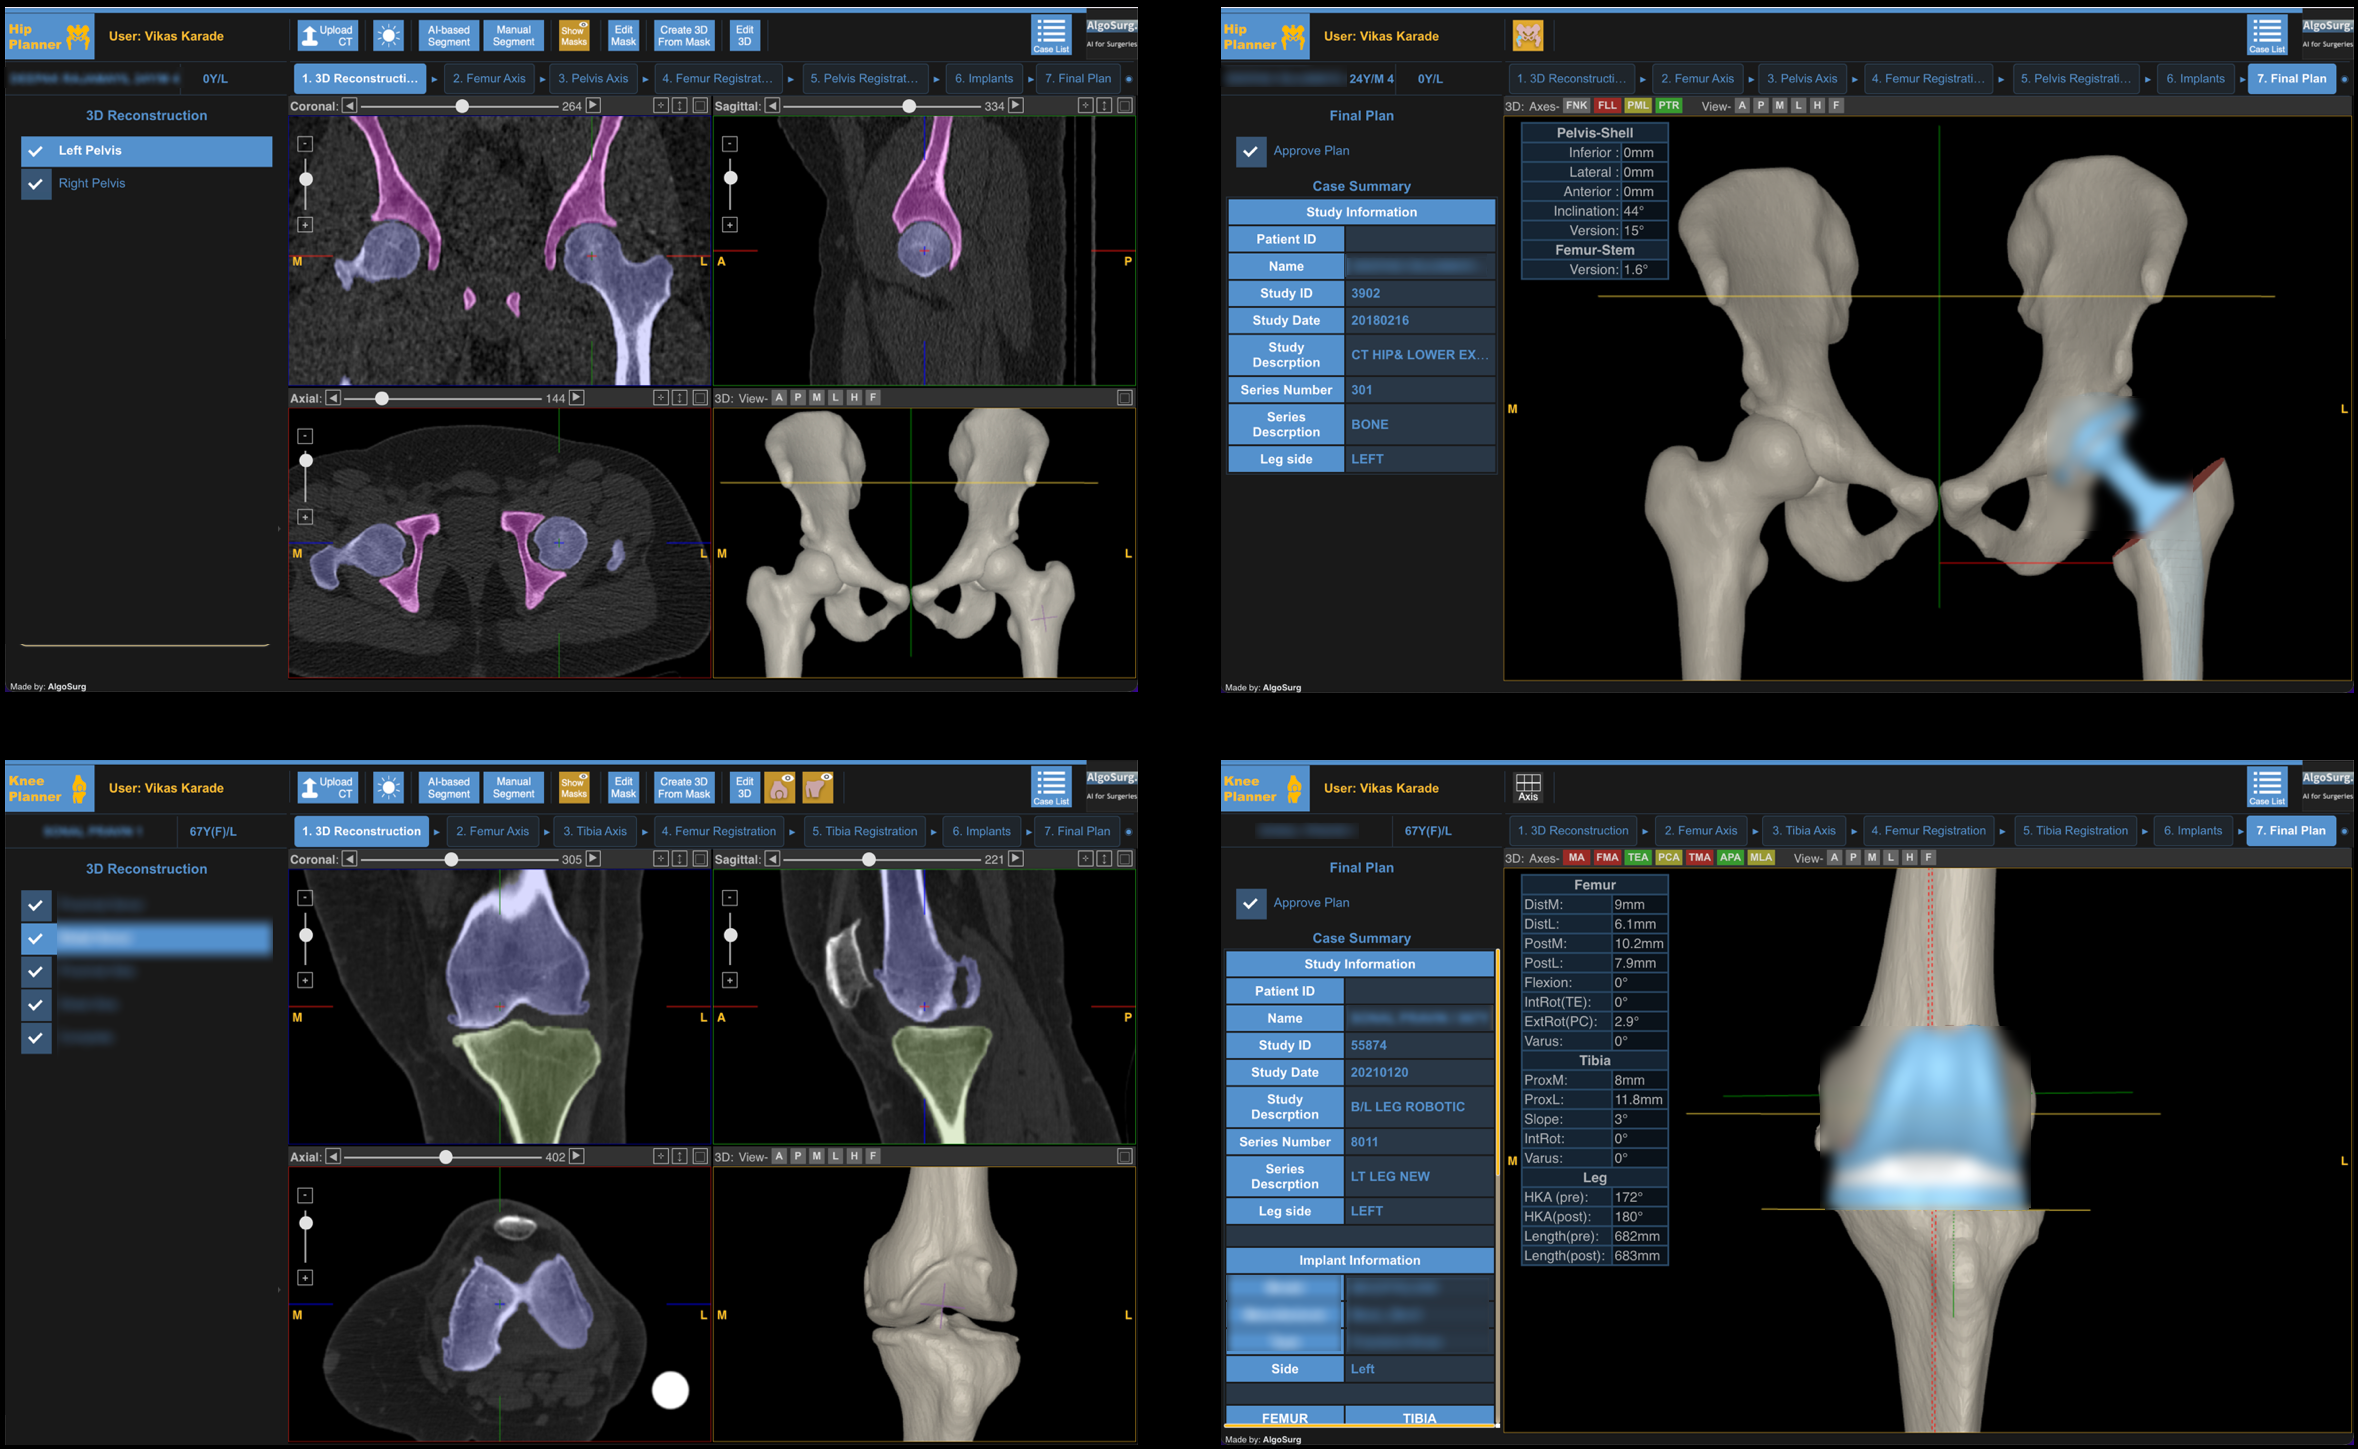 Hip Planner
User: Vikas Karade
Upload CT
AI-based Segment
Manual Segment
Show Masks
Edit Mask
Create 3D From Mask
Edit 3D
Case List
AlgoSurg.
AI for Surgeries
0Y/L
1. 3D Reconstructi...
2. Femur Axis
3. Pelvis Axis
4. Femur Registrat...
5. Pelvis Registrat...
6. Implants
7. Final Plan
3D Reconstruction
Left Pelvis
Right Pelvis
Coronal: 264
Sagittal: 334
M L A P
Axial: 144
3D: View- A P M L H F
M L M L
Made by: AlgoSurg
Hip Planner
User: Vikas Karade
Case List
AlgoSurg.
AI for Surgeries
24Y/M 4
0Y/L
1. 3D Reconstructi...
2. Femur Axis
3. Pelvis Axis
4. Femur Registrati...
5. Pelvis Registrati...
6. Implants
7. Final Plan
Final Plan
Approve Plan
Case Summary
Study Information
Patient ID
Name
Study ID 3902
Study Date 20180216
Study Descrption CT HIP& LOWER EX...
Series Number 301
Series Descrption BONE
Leg side LEFT
3D: Axes- FNK FLL PML PTR View- A P M L H F
Pelvis-Shell
Inferior : 0mm
Lateral : 0mm
Anterior : 0mm
Inclination: 44°
Version: 15°
Femur-Stem
Version: 1.6°
M L
Made by: AlgoSurg
Knee Planner
User: Vikas Karade
Upload CT
AI-based Segment
Manual Segment
Show Masks
Edit Mask
Create 3D From Mask
Edit 3D
Case List
AlgoSurg.
AI for Surgeries
67Y(F)/L
1. 3D Reconstruction
2. Femur Axis
3. Tibia Axis
4. Femur Registration
5. Tibia Registration
6. Implants
7. Final Plan
3D Reconstruction
Coronal: 305
Sagittal: 221
M L A P
Axial: 402
3D: View- A P M L H F
M L L
Knee Planner
User: Vikas Karade
Axis
Case List
AlgoSurg.
AI for Surgeries
67Y(F)/L
1. 3D Reconstruction
2. Femur Axis
3. Tibia Axis
4. Femur Registration
5. Tibia Registration
6. Implants
7. Final Plan
Final Plan
Approve Plan
Case Summary
Study Information
Patient ID
Name
Study ID 55874
Study Date 20210120
Study Descrption B/L LEG ROBOTIC
Series Number 8011
Series Descrption LT LEG NEW
Leg side LEFT
Implant Information
Side Left
FEMUR TIBIA
3D: Axes- MA FMA TEA PCA TMA APA MLA View- A P M L H F
Femur
DistM: 9mm
DistL: 6.1mm
PostM: 10.2mm
PostL: 7.9mm
Flexion: 0°
IntRot(TE): 0°
ExtRot(PC): 2.9°
Varus: 0°
Tibia
ProxM: 8mm
ProxL: 11.8mm
Slope: 3°
IntRot: 0°
Varus: 0°
Leg
HKA (pre): 172°
HKA(post): 180°
Length(pre): 682mm
Length(post): 683mm
M L
Made by: AlgoSurg